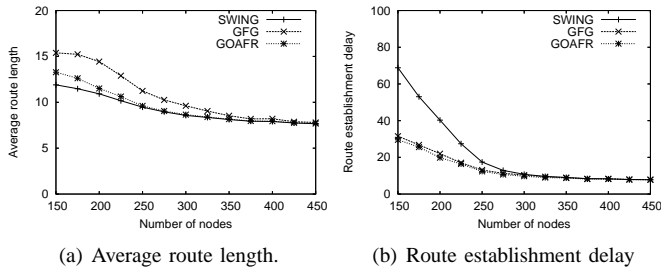 20
15
10
5
0
150 200 250 300 350 400 450
Average route length
Number of nodes
SWING
GFG
GOAFR
(a) Average route length.
100
80
60
40
20
0
150 200 250 300 350 400 450
Route establishment delay
Number of nodes
SWING
GFG
GOAFR
(b) Route establishment delay